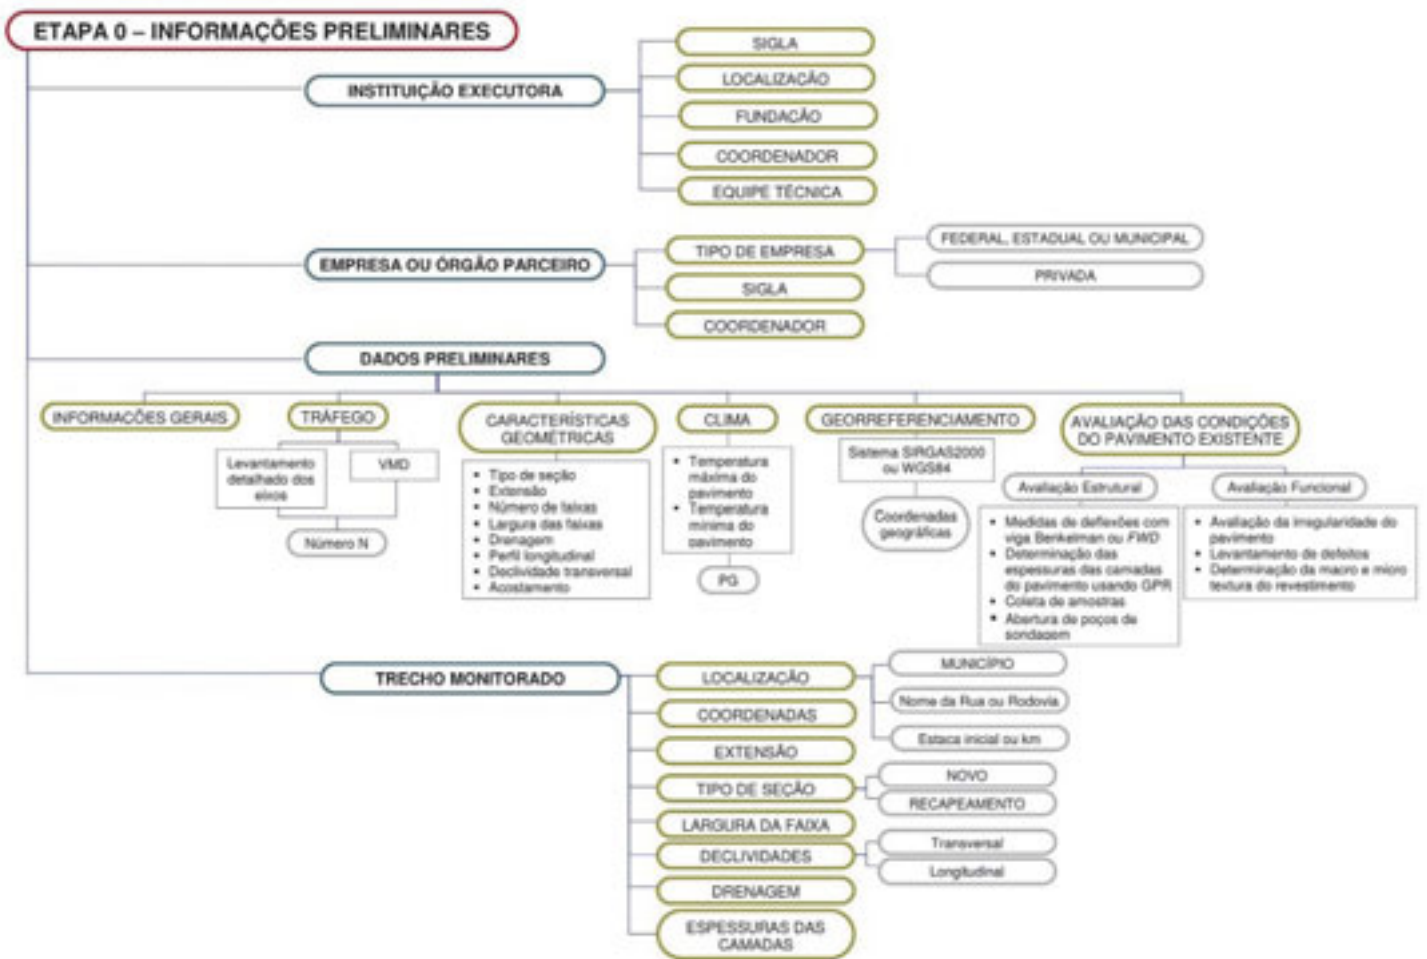 ETAPA 0 – INFORMAÇÕES PRELIMINARES
INSTITUIÇÃO EXECUTORA
SIGLA
LOCALIZAÇÃO
FUNDACÃO
COORDENADOR
EQUIPE TÉCNICA
EMPRESA OU ÓRGÃO PARCEIRO
TIPO DE EMPRESA
FEDERAL, ESTADUAL OU MUNICIPAL
PRIVADA
SIGLA
COORDENADOR
DADOS PRELIMINARES
INFORMACÕES GERAIS
TRÁFEGO
Levantamento
detalhado dos
eixos
VMD
Número N
CARACTERÍSTICAS
GEOMÉTRICAS
• Tipo de seção
• Extensão
• Número de faixas
• Largura das faixas
• Drenagem
• Perfil longitudinal
• Declividade transversal
• Acostamento
CLIMA
• Temperatura
máxima do
pavimento
• Temperatura
mínima do
pavimento
PG
GEORREFERENCIAMENTO
Sistema SIRGAS2000
ou WGS84
Coordenadas
geográficas
AVALIAÇÃO DAS CONDIÇÕES
DO PAVIMENTO EXISTENTE
Avaliação Estrutural
• Medidas de deflexões com
viga Benkelman ou FWD
• Determinação das
espessuras das camadas
do pavimento usando GPR
• Coleta de amostras
• Abertura de poços de
sondagem
Avaliação Funcional
• Avaliação da irregularidade do
pavimento
• Levantamento de defeitos
• Determinação da macro e micro
textura do revestimento
TRECHO MONITORADO
LOCALIZAÇÃO
MUNICÍPIO
Nome da Rua ou Rodovia
Estaca inicial ou km
COORDENADAS
EXTENSÃO
TIPO DE SEÇÃO
NOVO
RECAPEAMENTO
LARGURA DA FAIXA
DECLIVIDADES
Transversal
Longitudinal
DRENAGEM
ESPESSURAS DAS
CAMADAS